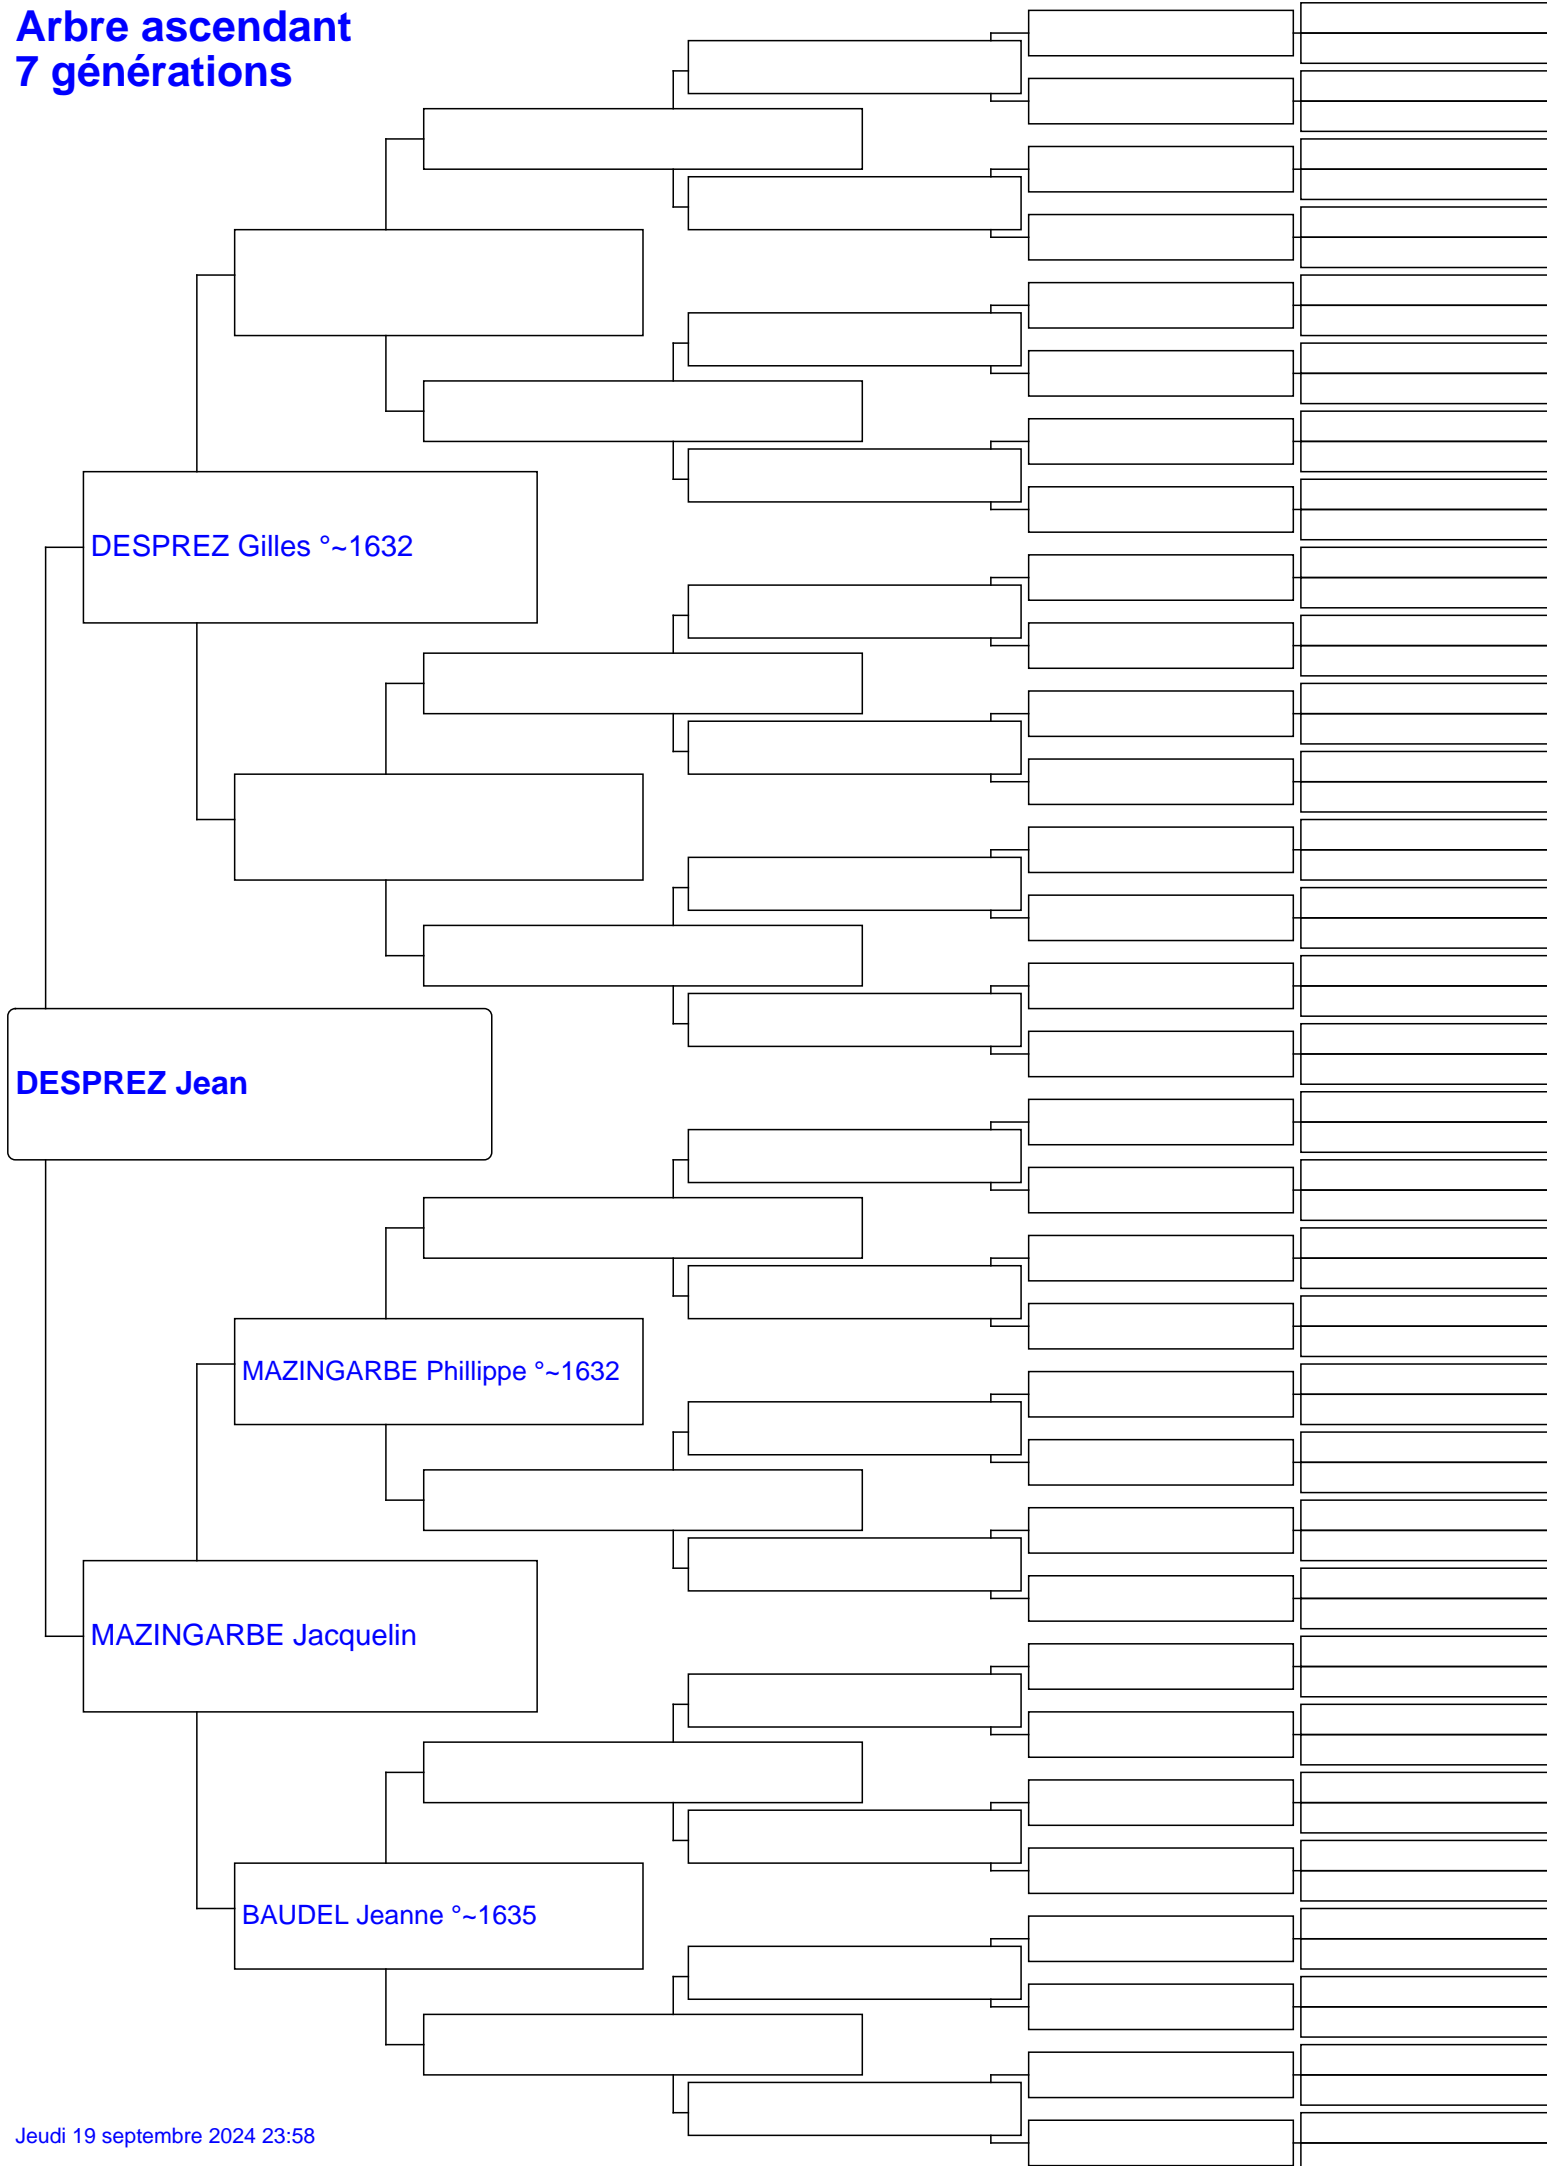 Arbre ascendant
7 générations
DESPREZ Gilles °~1632
DESPREZ Jean
MAZINGARBE Phillippe °~1632
MAZINGARBE Jacquelin
BAUDEL Jeanne °~1635
Jeudi 19 septembre 2024 23:58